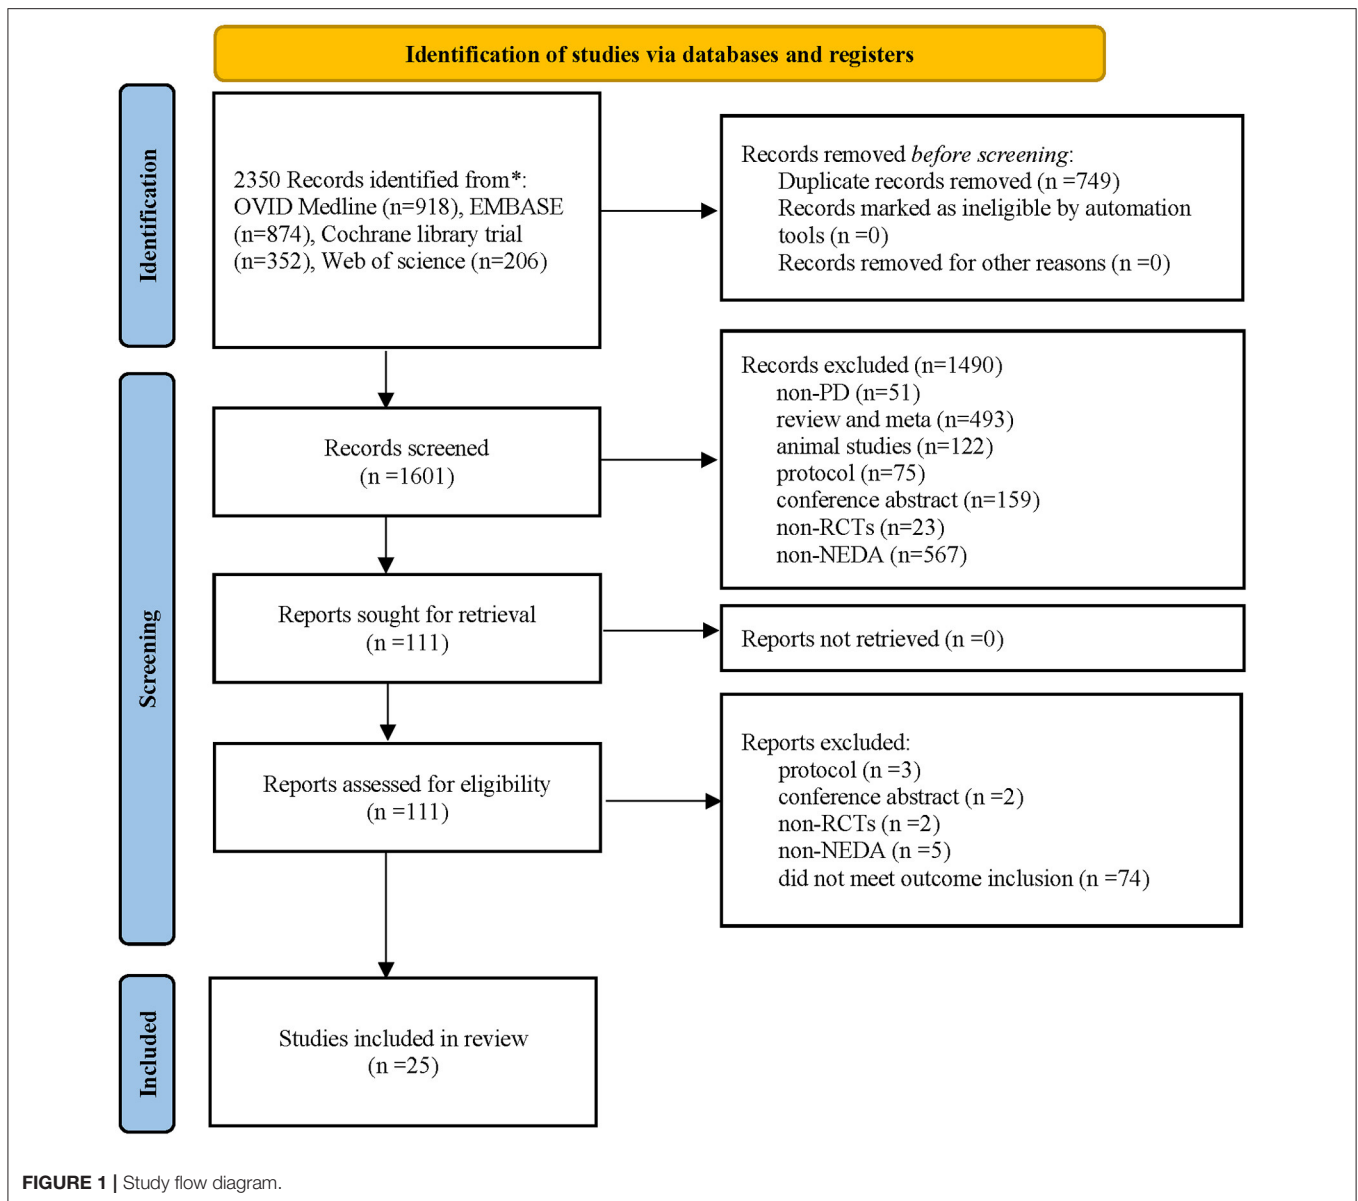 Identification of studies via databases and registers
Identification
2350 Records identified from*:
OVID Medline (n=918), EMBASE
(n=874), Cochrane library trial
(n=352), Web of science (n=206)
Records removed before screening:
Duplicate records removed (n =749)
Records marked as ineligible by automation
tools (n =0)
Records removed for other reasons (n =0)
Screening
Records screened
(n =1601)
Records excluded (n=1490)
non-PD (n=51)
review and meta (n=493)
animal studies (n=122)
protocol (n=75)
conference abstract (n=159)
non-RCTs (n=23)
non-NEDA (n=567)
Reports sought for retrieval
(n =111)
Reports not retrieved (n =0)
Reports assessed for eligibility
(n =111)
Reports excluded:
protocol (n =3)
conference abstract (n =2)
non-RCTs (n =2)
non-NEDA (n =5)
did not meet outcome inclusion (n =74)
Included
Studies included in review
(n =25)
FIGURE 1 | Study flow diagram.